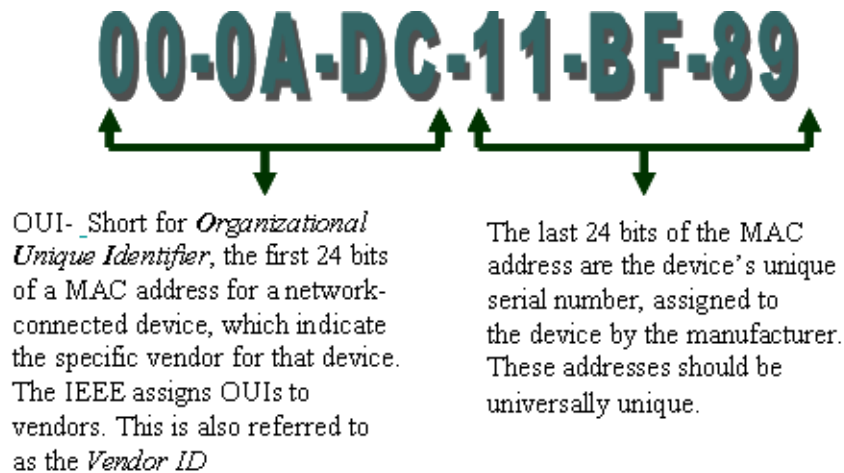 00-0A-DC-11-BF-89
OUI- _Short for Organizational
Unique Identifier, the first 24 bits
of a MAC address for a network-
connected device, which indicate
the specific vendor for that device.
The IEEE assigns OUIs to
vendors. This is also referred to
as the Vendor ID
The last 24 bits of the MAC
address are the device's unique
serial number, assigned to
the device by the manufacturer.
These addresses should be
universally unique.